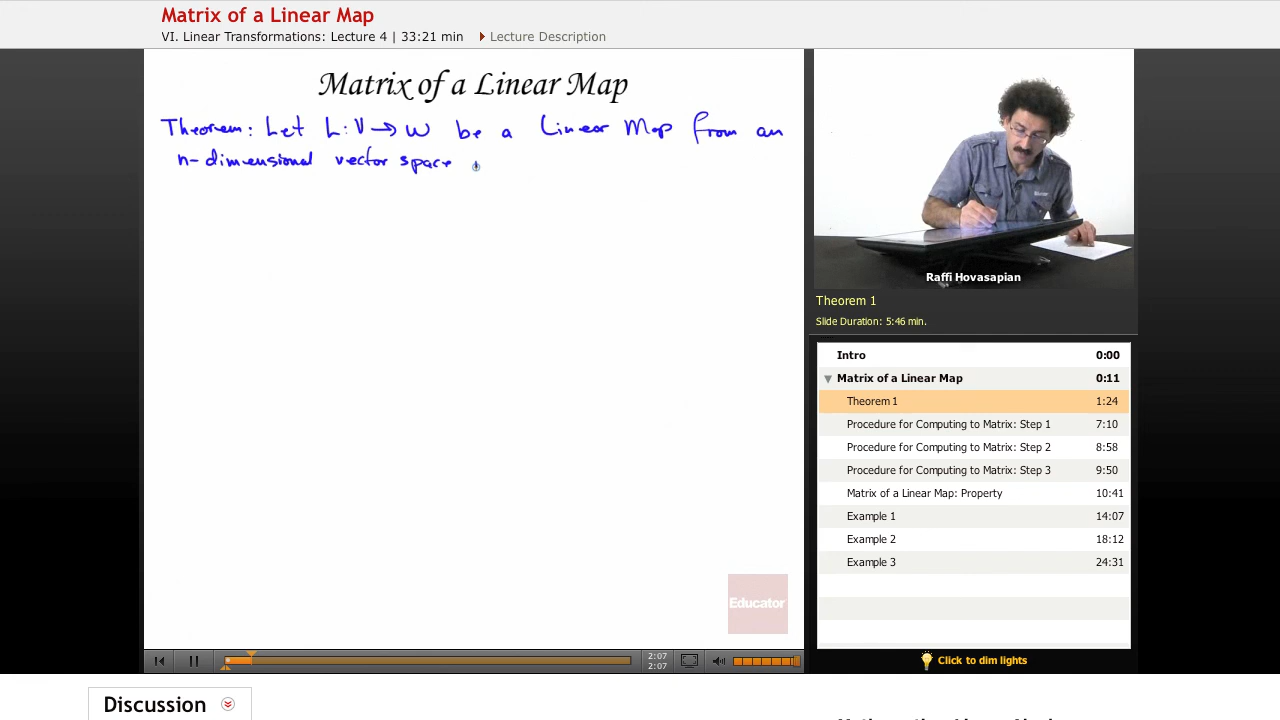 Matrix of a Linear Map
VI. Linear Transformations: Lecture 4 | 33:21 min
Lecture Description
Matrix of a Linear Map
Theorem: Let L: V → W be a Linear Map from an
n-dimensional vector space
Educator
2:07
2:07
Raffi Hovasapian
Theorem 1
Slide Duration: 5:46 min.
Intro 0:00
Matrix of a Linear Map 0:11
Theorem 1 1:24
Procedure for Computing to Matrix: Step 1 7:10
Procedure for Computing to Matrix: Step 2 8:58
Procedure for Computing to Matrix: Step 3 9:50
Matrix of a Linear Map: Property 10:41
Example 1 14:07
Example 2 18:12
Example 3 24:31
Click to dim lights
Discussion